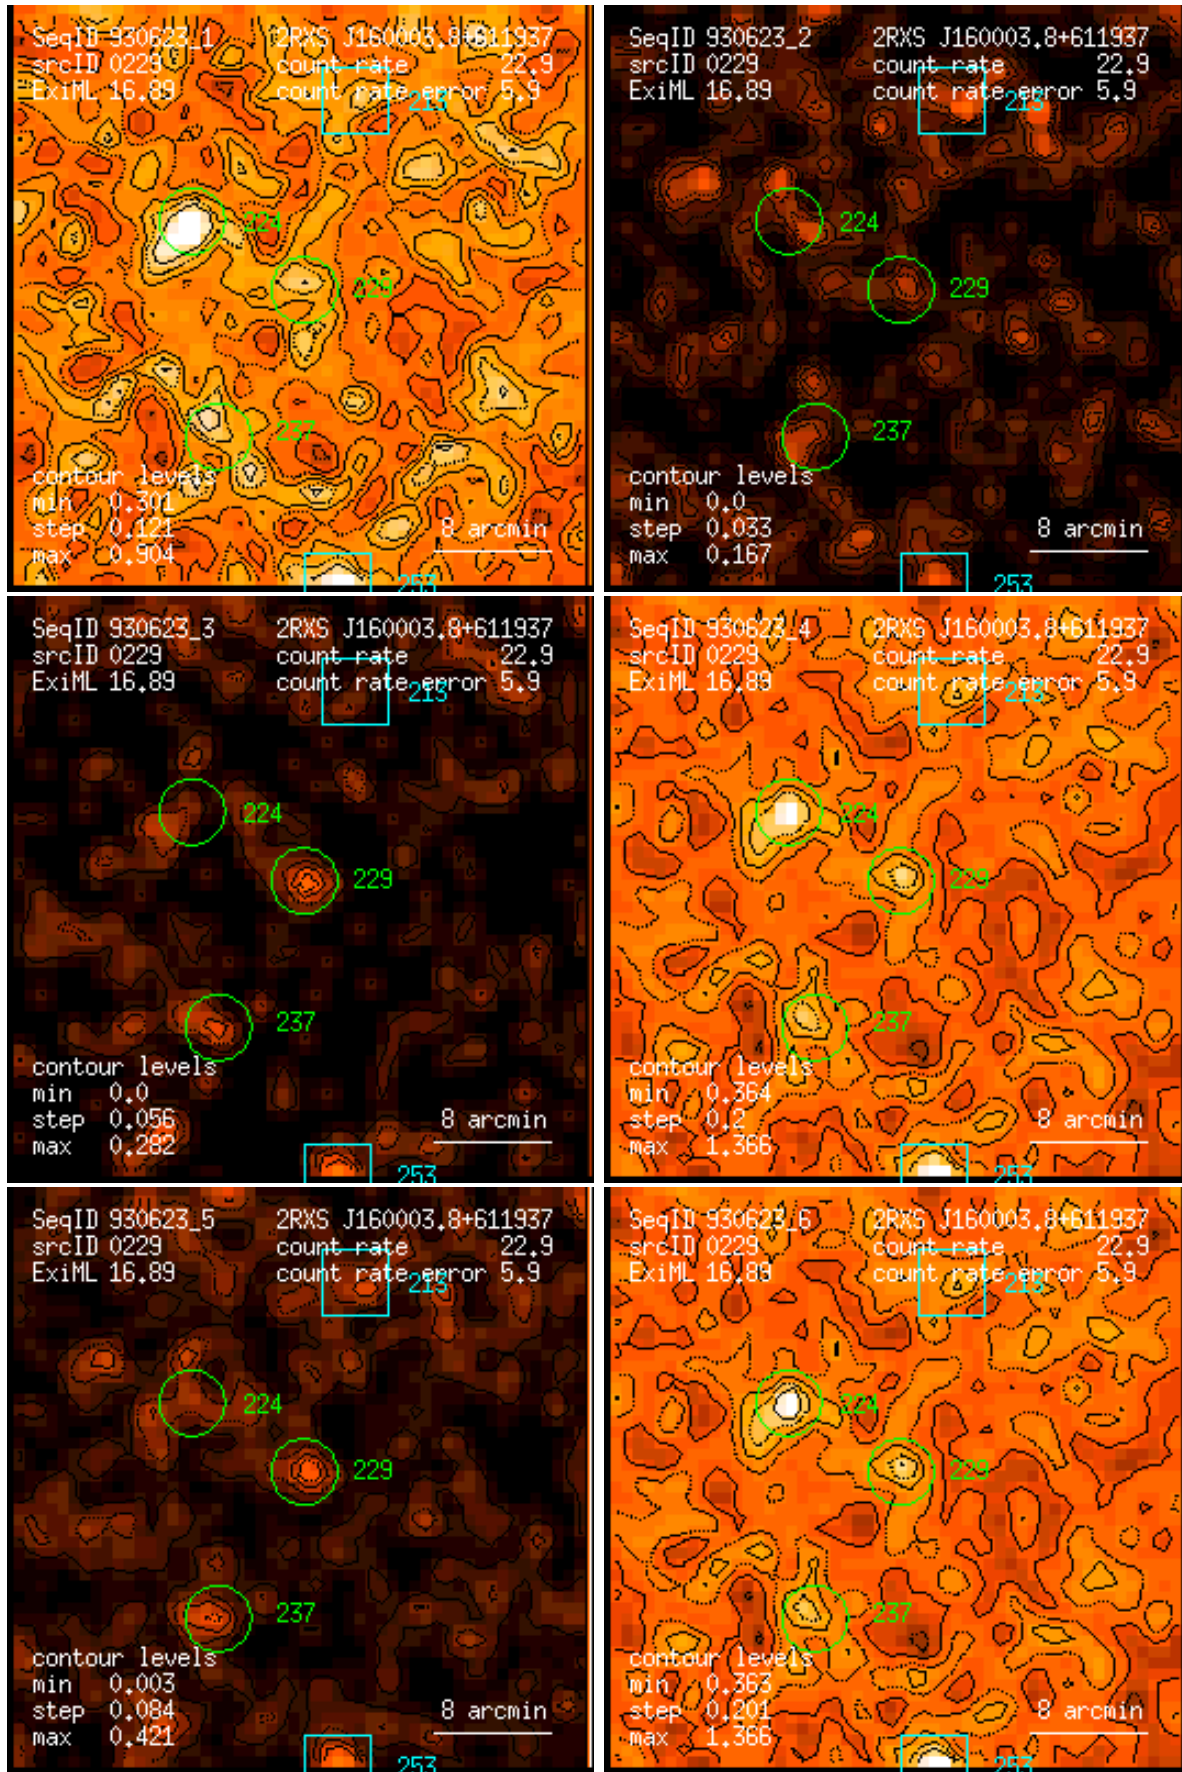 SeqID 930623_1 2RXS J160003.8+611937
srcID 0229 count rate 22.9
ExiML 16.89 count rate error 5.9
213
224
229
237
contour levels
min 0.301
step 0.121
max 0.904
8 arcmin
253
SeqID 930623_2 2RXS J160003.8+611937
srcID 0229 count rate 22.9
ExiML 16.89 count rate error 5.9
213
224
229
237
contour levels
min 0.0
step 0.033
max 0.167
8 arcmin
253
SeqID 930623_3 2RXS J160003.8+611937
srcID 0229 count rate 22.9
ExiML 16.89 count rate error 5.9
213
224
229
237
contour levels
min 0.0
step 0.056
max 0.282
8 arcmin
253
SeqID 930623_4 2RXS J160003.8+611937
srcID 0229 count rate 22.9
ExiML 16.89 count rate error 5.9
213
224
229
237
contour levels
min 0.364
step 0.2
max 1.366
8 arcmin
253
SeqID 930623_5 2RXS J160003.8+611937
srcID 0229 count rate 22.9
ExiML 16.89 count rate error 5.9
213
224
229
237
contour levels
min 0.003
step 0.084
max 0.421
8 arcmin
253
SeqID 930623_6 2RXS J160003.8+611937
srcID 0229 count rate 22.9
ExiML 16.89 count rate error 5.9
213
224
229
237
contour levels
min 0.363
step 0.201
max 1.366
8 arcmin
253